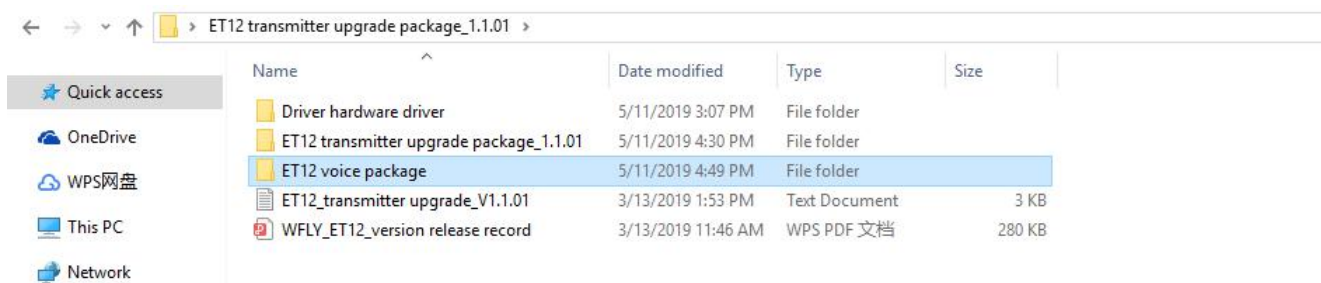 ET12 transmitter upgrade package_1.1.01
Name Date modified Type Size
Quick access
Driver hardware driver 5/11/2019 3:07 PM File folder
OneDrive
ET12 transmitter upgrade package_1.1.01 5/11/2019 4:30 PM File folder
ET12 voice package 5/11/2019 4:49 PM File folder
WPS网盘
ET12_transmitter upgrade_V1.1.01 3/13/2019 1:53 PM Text Document 3 KB
This PC
WFLY_ET12_version release record 3/13/2019 11:46 AM WPS PDF 文档 280 KB
Network